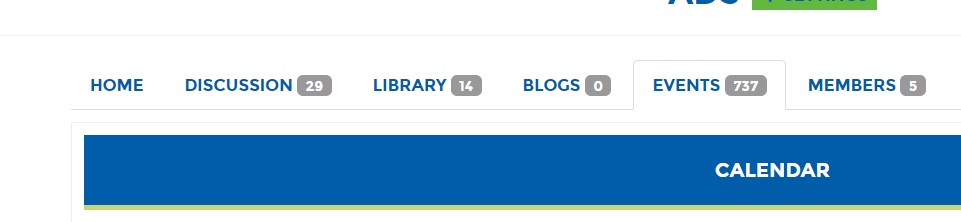 HOME DISCUSSION 29 LIBRARY 14 BLOGS 0 EVENTS 737 MEMBERS 5
CALENDAR